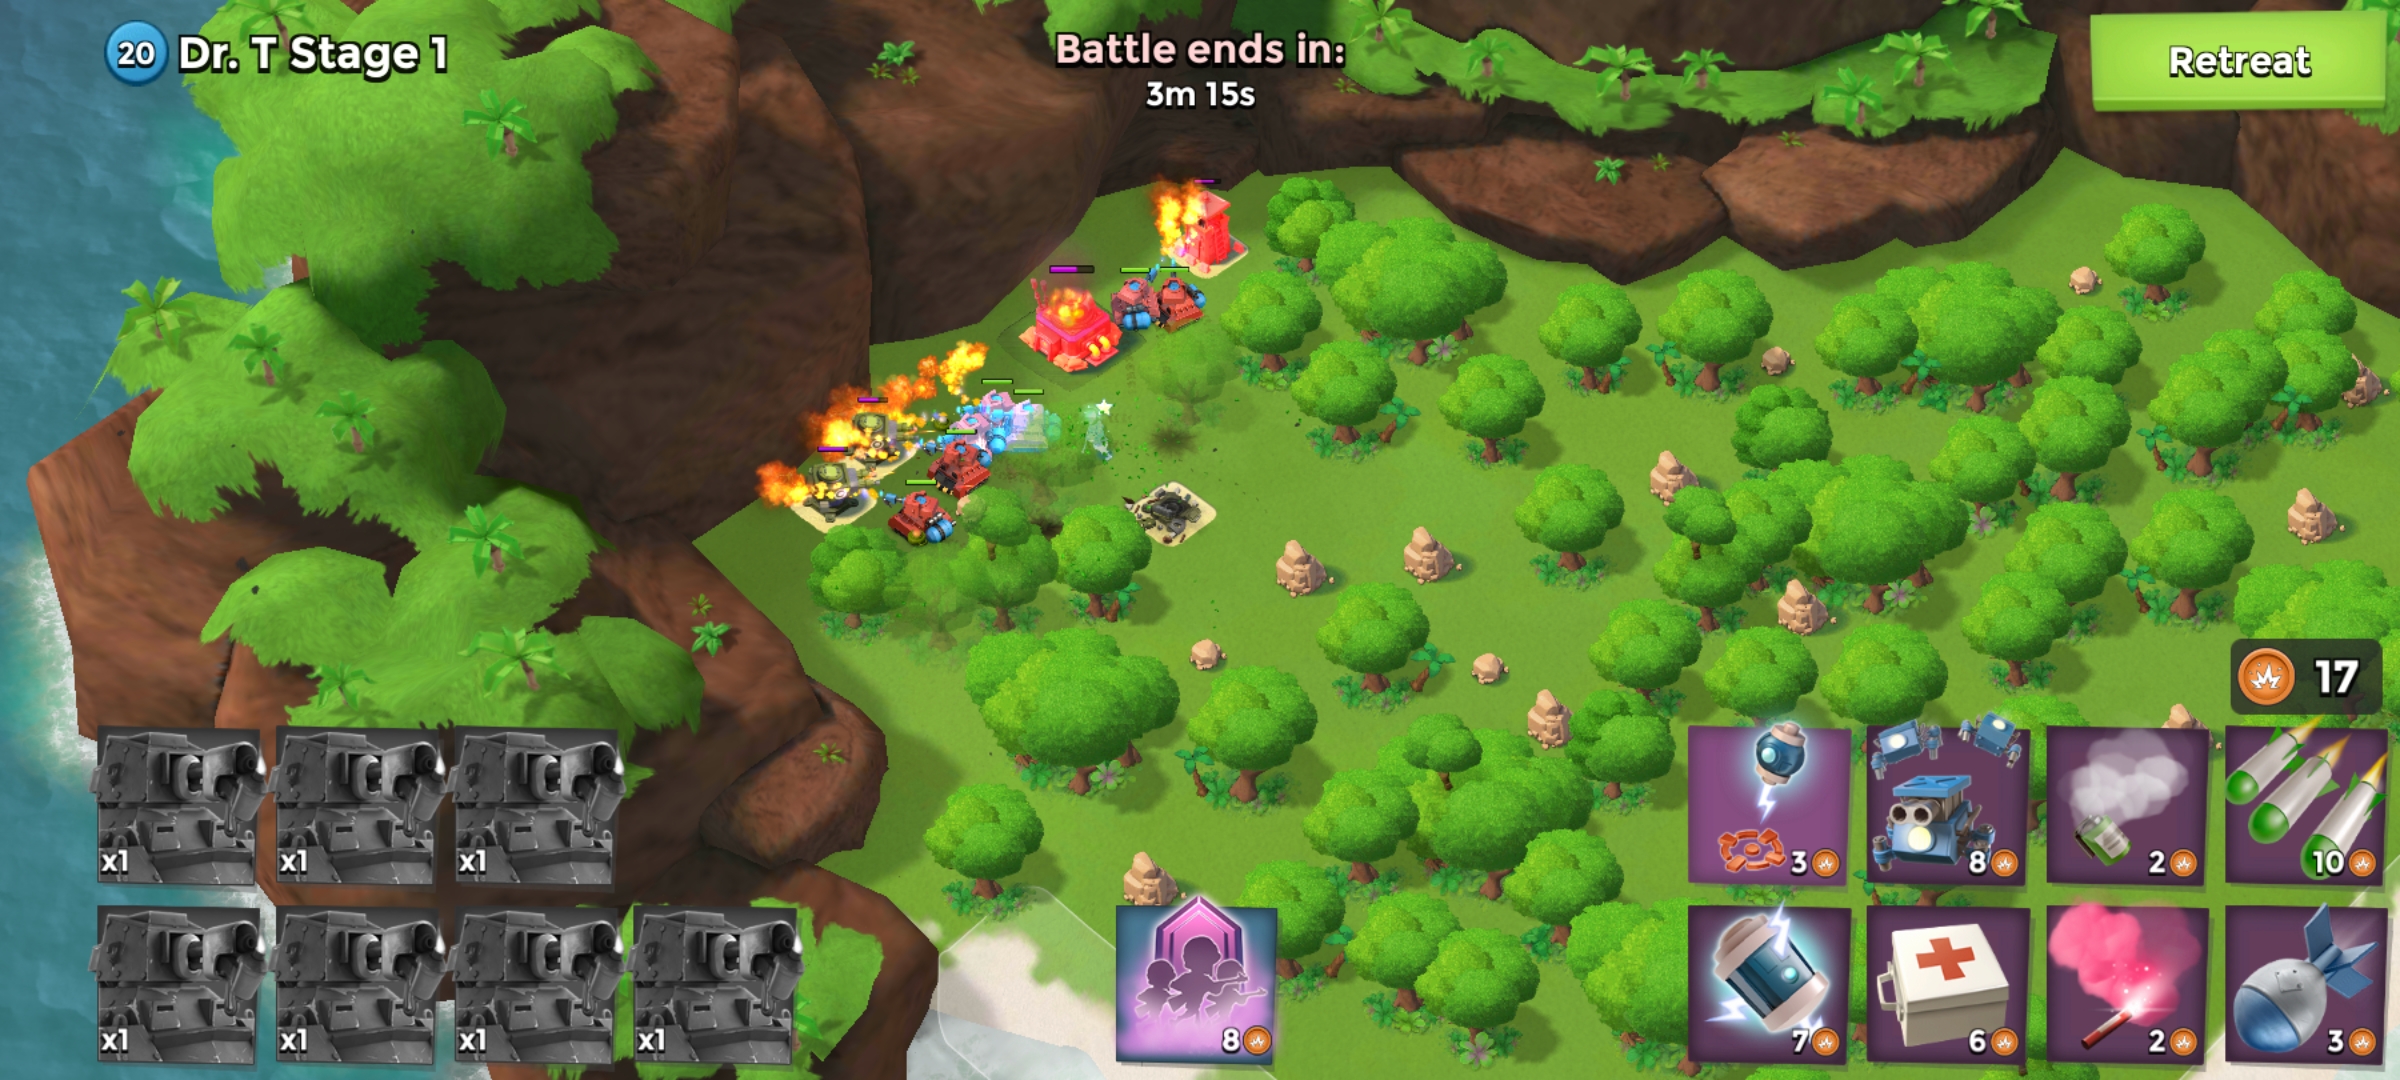 20 Dr. T Stage 1
Battle ends in:
3m 15s
Retreat
17
x1 x1 x1
3 8 2 10
x1 x1 x1 x1
8
7 6 2 3